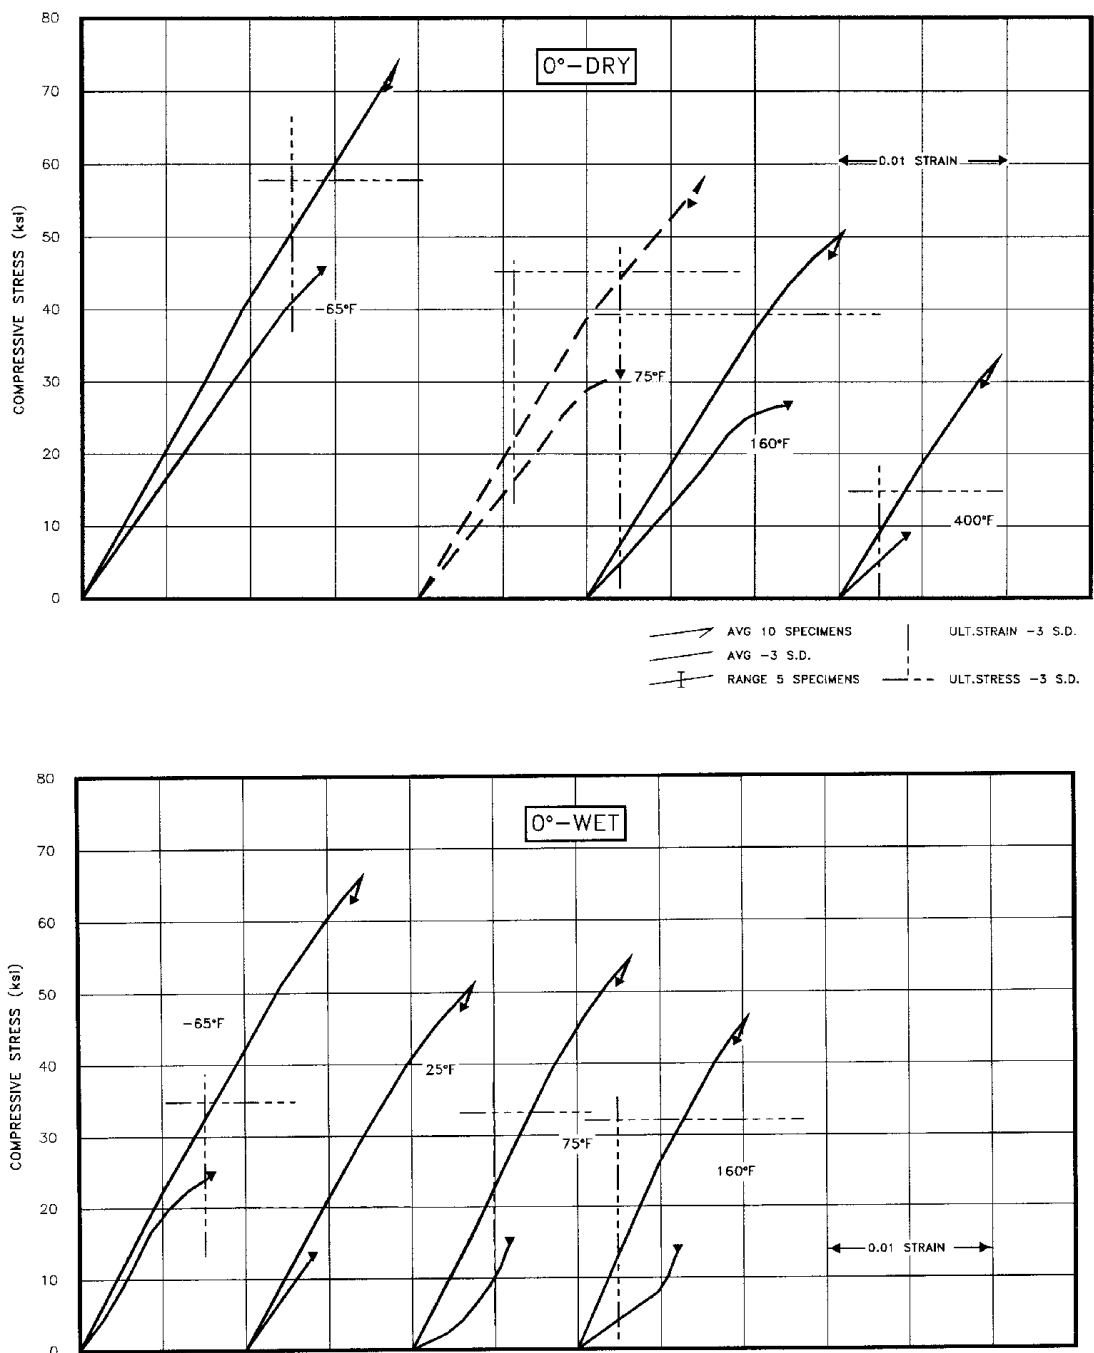 80
70
60
50
40
30
20
10
0
COMPRESSIVE STRESS (ksi)
0°-DRY
0.01 STRAIN
-65°F
75°F
160°F
400°F
AVG 10 SPECIMENS
ULT.STRAIN -3 S.D.
AVG -3 S.D.
RANGE 5 SPECIMENS
ULT.STRESS -3 S.D.
80
70
60
50
40
30
20
10
0
COMPRESSIVE STRESS (ksi)
0°-WET
-65°F
25°F
75°F
160°F
0.01 STRAIN